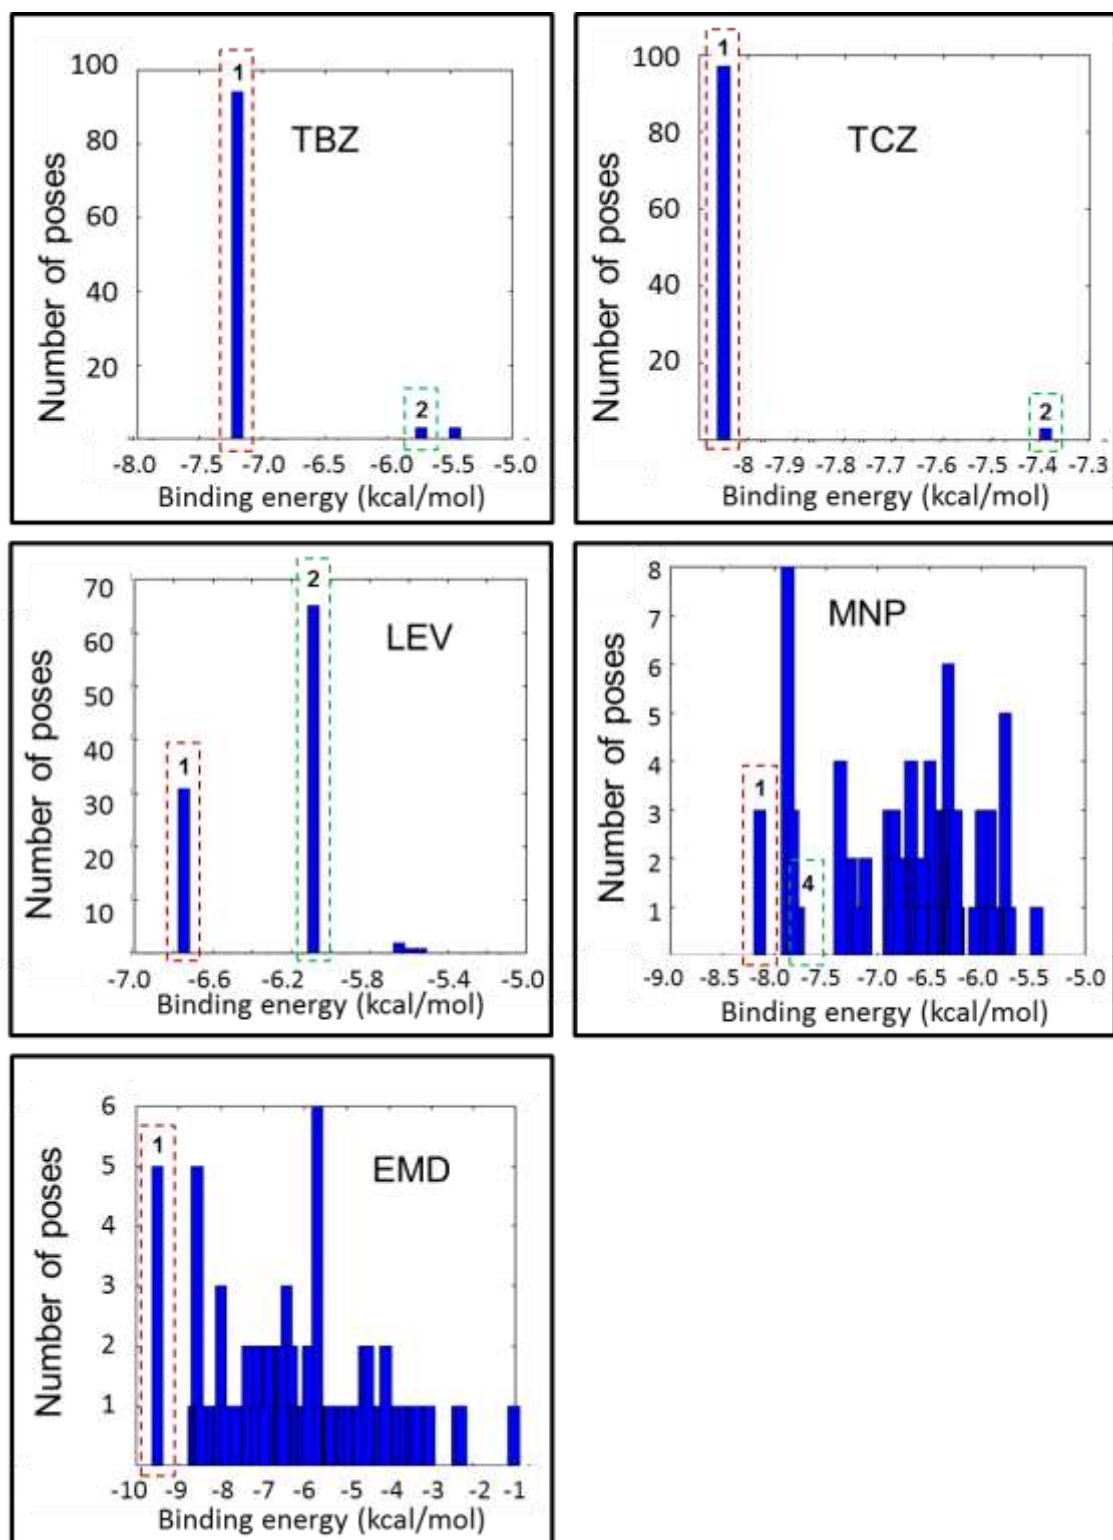 100
80
60
40
20
1
TBZ
2
-8.0 -7.5 -7.0 -6.5 -6.0 -5.5 -5.0
Number of poses
Binding energy (kcal/mol)
100
80
60
40
20
1
TCZ
2
-8 -7.9 -7.6 -7.5 -7.4 -7.3
Number of poses
Binding energy (kcal/mol)
70
60
50
40
30
20
10
1
2
LEV
-7.0 -6.6 -6.2 -5.8 -5.4 -5.0
Number of poses
Binding energy (kcal/mol)
8
7
6
5
4
3
2
1
1
4
MNP
-9.0 -8.5 -8.0 -7.5 -7.0 -6.5 -6.0 -5.5 -5.0
Number of poses
Binding energy (kcal/mol)
6
5
4
3
2
1
1
EMD
-10 -9 -8 -7 -6 -5 -4 -3 -2 -1
Number of poses
Binding energy (kcal/mol)